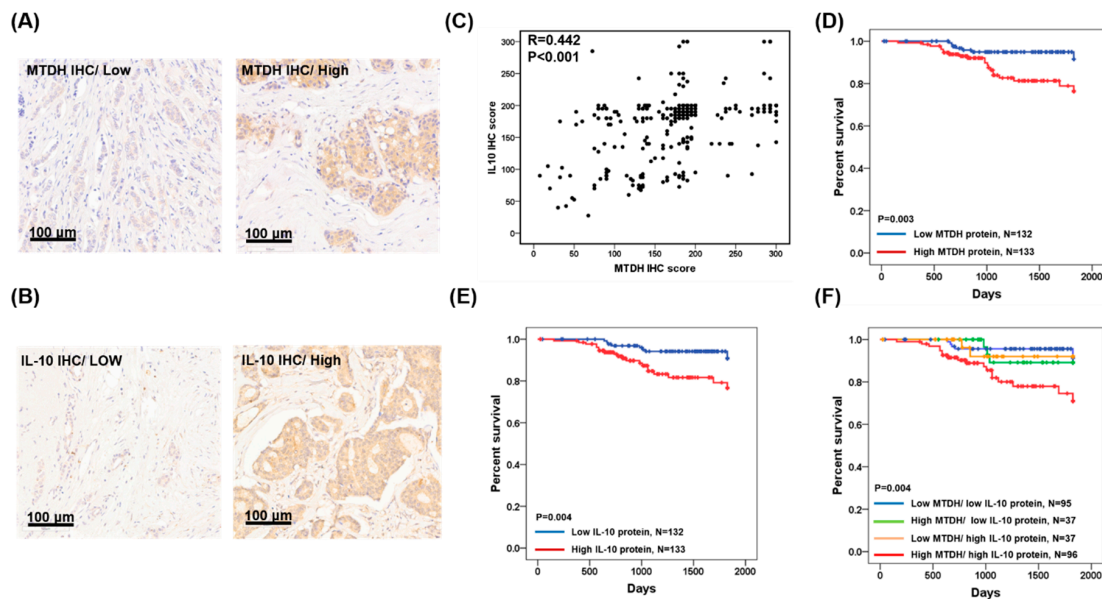 (A)
MTDH IHC/ Low
100 μm
MTDH IHC/ High
100 μm
(B)
IL-10 IHC/ LOW
100 μm
IL-10 IHC/ High
100 μm
(C)
R=0.442
P<0.001
IL10 IHC score
300
250
200
150
100
50
0
0 50 100 150 200 250 300
MTDH IHC score
(D)
Percent survival
1.0
0.8
0.6
0.4
0.2
0.0
P=0.003
Low MTDH protein, N=132
High MTDH protein, N=133
0 500 1000 1500 2000
Days
(E)
Percent survival
1.0
0.8
0.6
0.4
0.2
0.0
P=0.004
Low IL-10 protein, N=132
High IL-10 protein, N=133
0 500 1000 1500 2000
Days
(F)
Percent survival
1.0
0.8
0.6
0.4
0.2
0.0
P=0.004
Low MTDH/ low IL-10 protein, N=95
High MTDH/ low IL-10 protein, N=37
Low MTDH/ high IL-10 protein, N=37
High MTDH/ high IL-10 protein, N=96
0 500 1000 1500 2000
Days